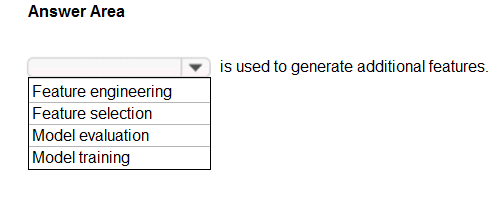 Answer Area
is used to generate additional features.
Feature engineering
Feature selection
Model evaluation
Model training